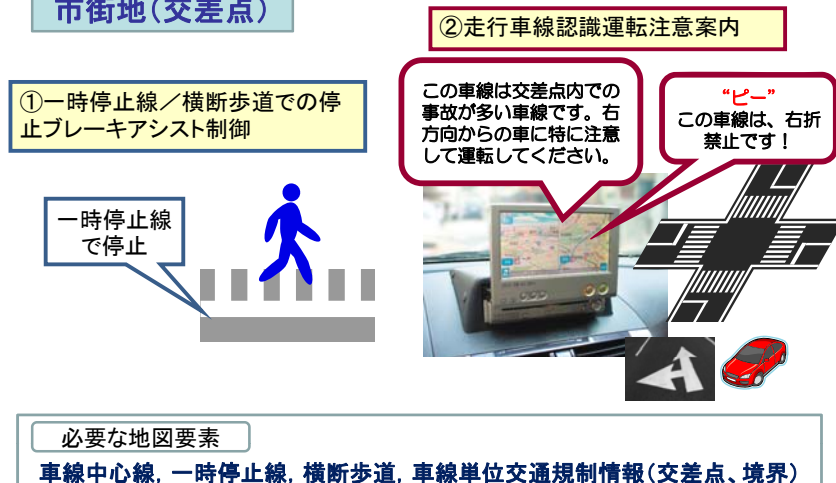 市街地（交差点）
②走行車線認識運転注意案内
①一時停止線／横断歩道での停
止ブレーキアシスト制御
この車線は交差点内での
事故が多い車線です。右
方向からの車に特に注意
して運転してください。
“ピー”
この車線は、右折
禁止です！
一時停止線
で停止
必要な地図要素
車線中心線, 一時停止線, 横断歩道, 車線単位交通規制情報（交差点、境界）